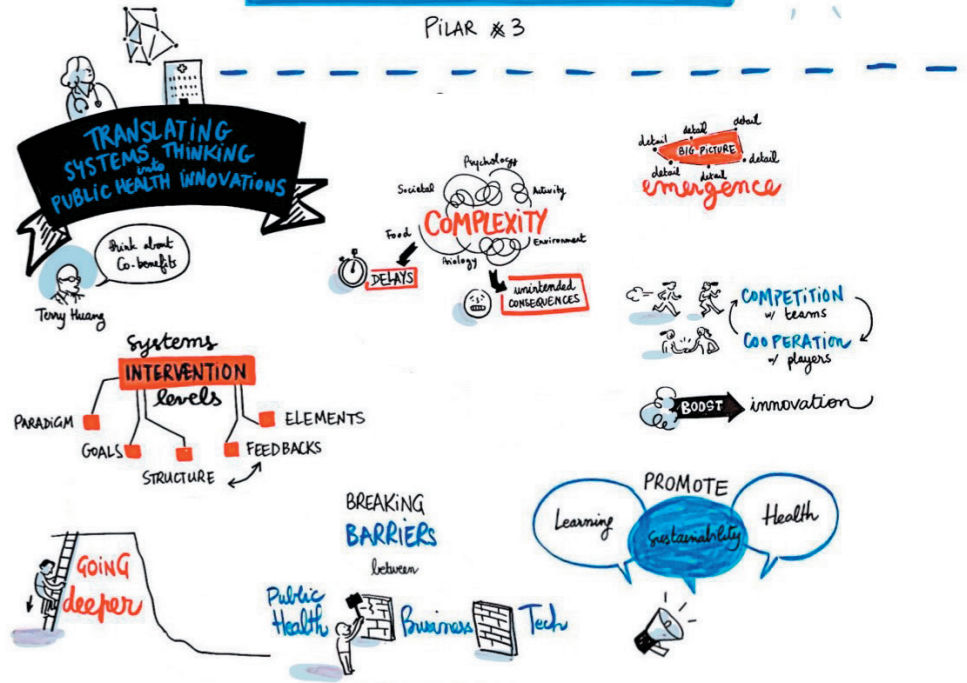 PiLAR #3
TRANSLATING
SYSTEMS THINKING
into
PUBLIC HEALTH iNNOVATIONS
think about
Co-benefits
Terry Huang
Psychology
Societal
Activity
COMPLEXITY
Food
Environment
Biology
DELAYS
unintended
CONSEQUENCES
detail
detail
detail
BIG PiCTURE
detail
detail
detail
emergence
COMPETITION
w/ teams
COOPERATION
w/ players
BOOST innovation
Systems
INTERVENTION
levels
PARADIGM
ELEMENTS
GOALS
FEEDBACKS
STRUCTURE
GOING
deeper
BREAKING
BARRIERS
between
Public
Health
Business
Tech
PROMOTE
Learning
Sustainability
Health